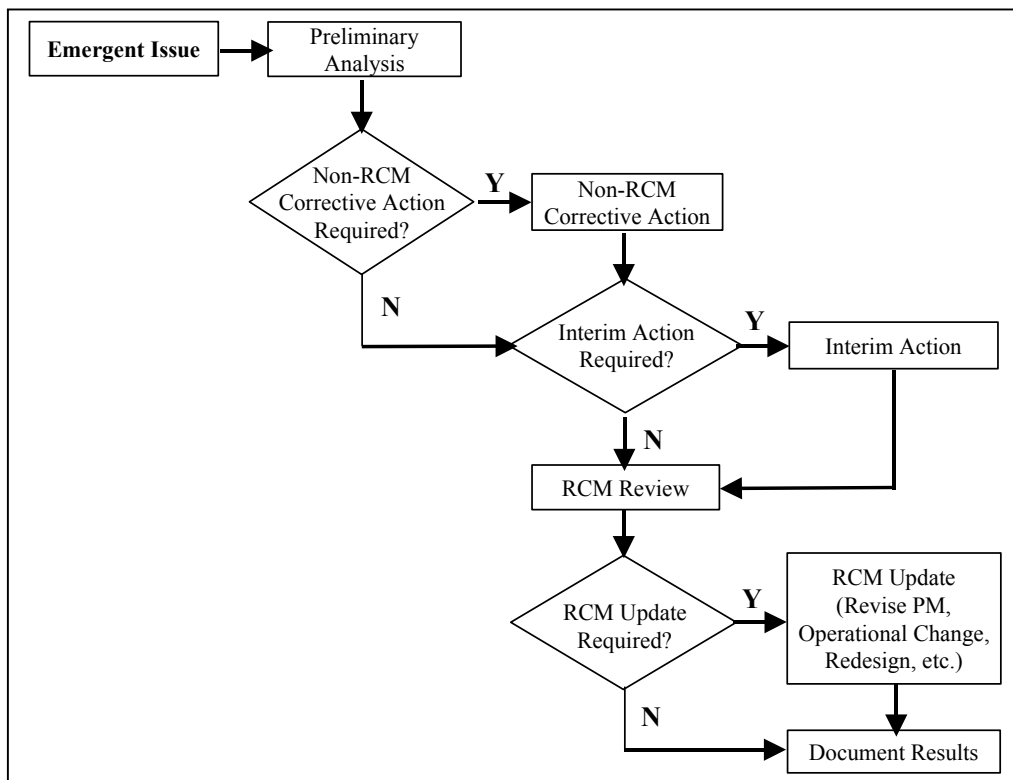 Emergent Issue
Preliminary
Analysis
Non-RCM
Corrective Action
Required?
Y
Non-RCM
Corrective Action
N
Interim Action
Required?
Y
Interim Action
N
RCM Review
RCM Update
Required?
Y
RCM Update
(Revise PM,
Operational Change,
Redesign, etc.)
N
Document Results